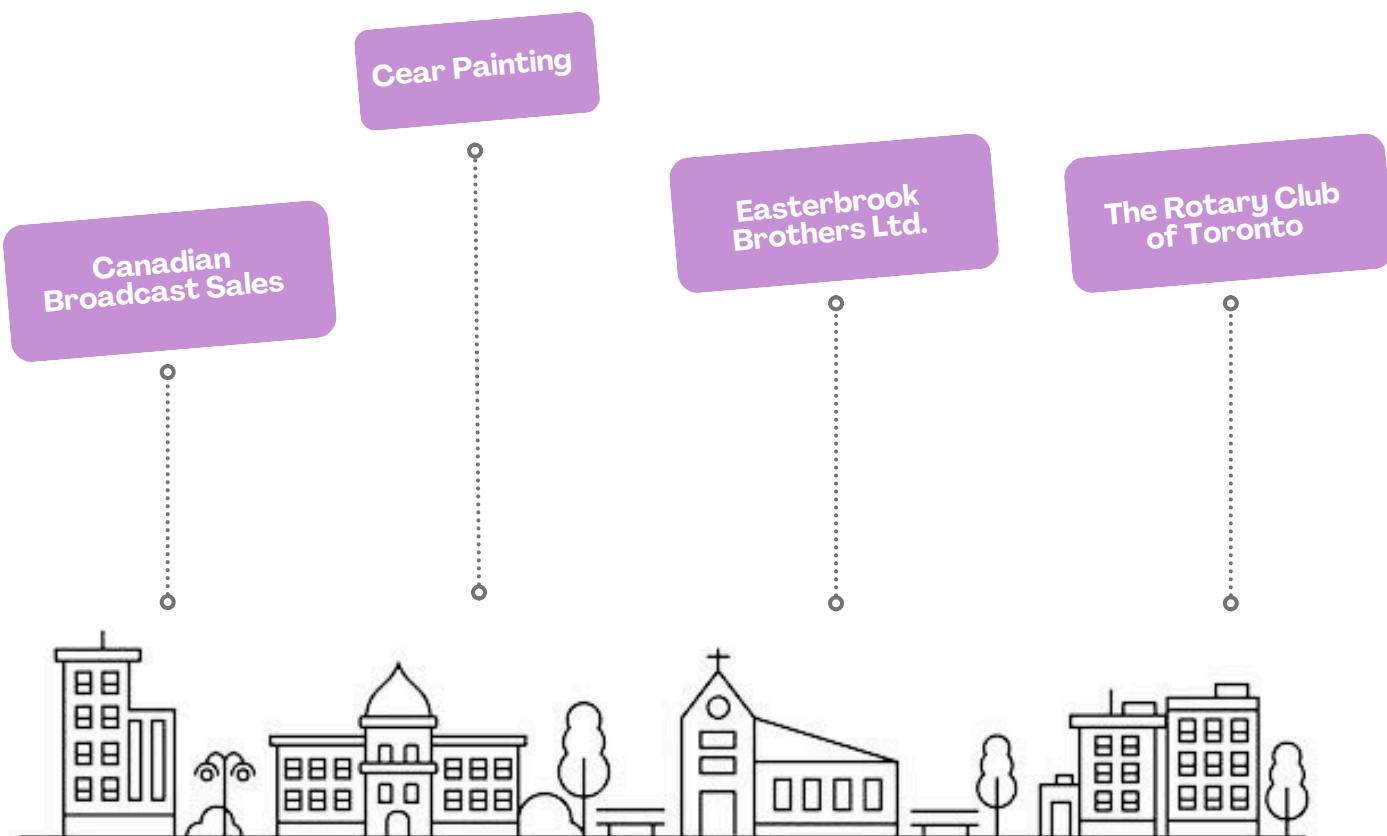 Cear Painting
Canadian
Broadcast Sales
Easterbrook
Brothers Ltd.
The Rotary Club
of Toronto